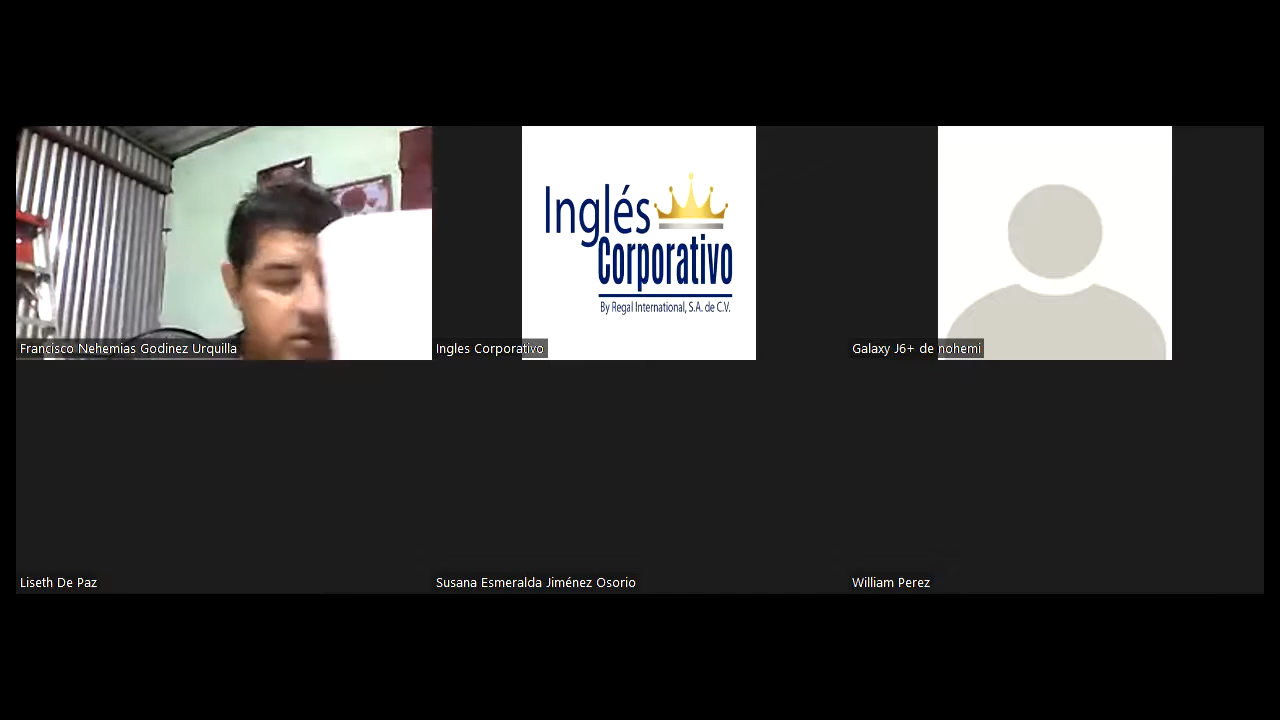 Inglés
Corporativo
By Regal International, S.A. de C.V.
Francisco Nehemias Godinez Urquilla
Ingles Corporativo
Galaxy J6+ de nohemi
Liseth De Paz
Susana Esmeralda Jiménez Osorio
William Perez